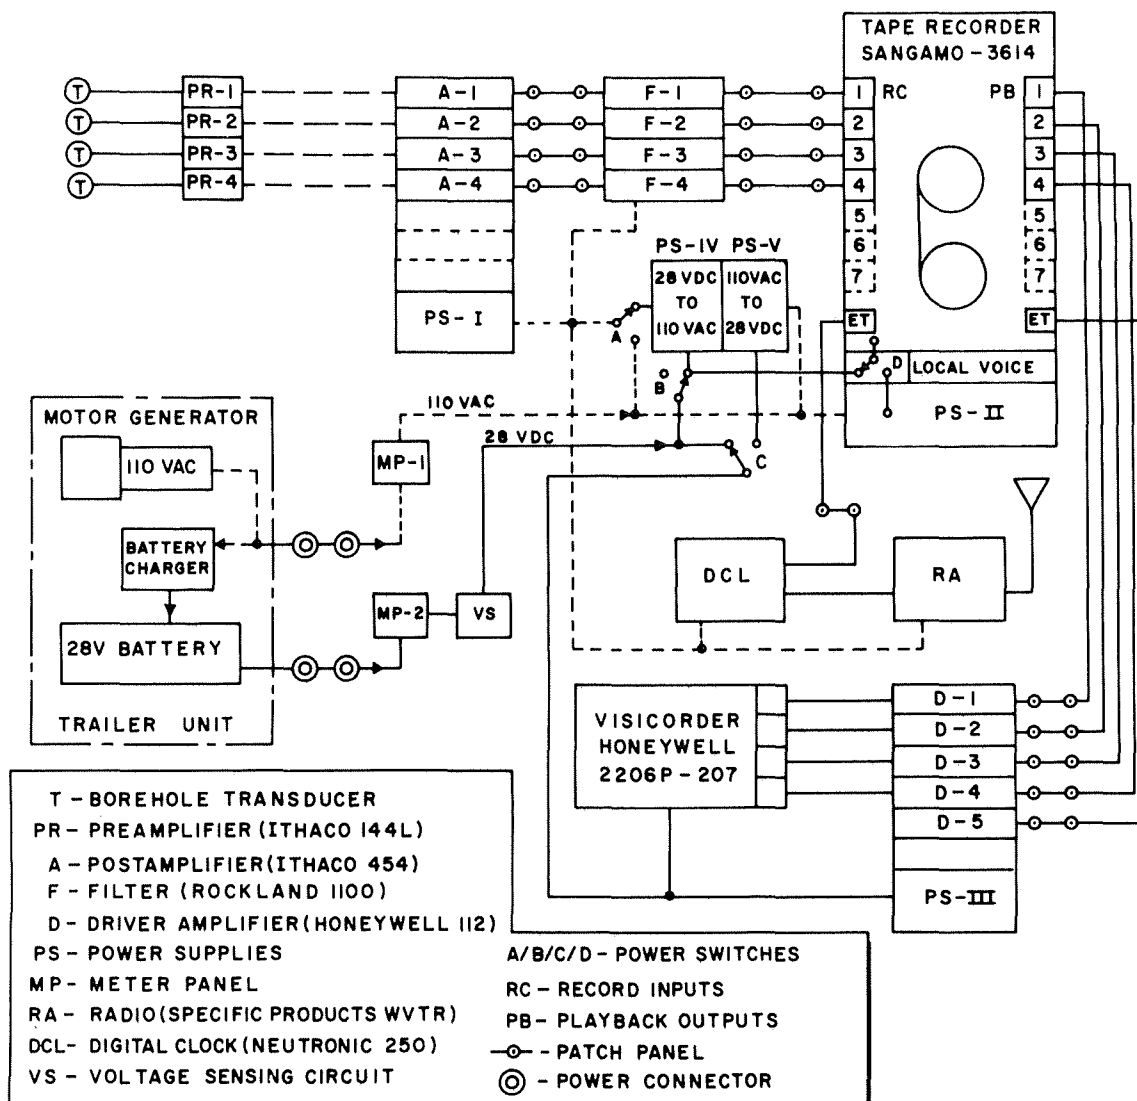 TAPE RECORDER
SANGAMO-3614
T PR-1 A-1 F-1 1 RC PB 1
T PR-2 A-2 F-2 2 2
T PR-3 A-3 F-3 3 3
T PR-4 A-4 F-4 4 4
5 5
6 6
7 7
PS-IV PS-V
28 VDC TO 110 VAC
110VAC TO 28VDC
PS-I
A
ET ET
B
D LOCAL VOICE
PS-II
110 VAC
28 VDC
C
MOTOR GENERATOR
110 VAC
MP-1
BATTERY
CHARGER
28V BATTERY
MP-2 VS
TRAILER UNIT
DCL RA
VISICORDER
HONEYWELL
2206P-207
D-1
D-2
D-3
D-4
D-5
PS-III
T - BOREHOLE TRANSDUCER
PR- PREAMPLIFIER (ITHACO 144L)
A - POSTAMPLIFIER (ITHACO 454)
F - FILTER (ROCKLAND 1100)
D- DRIVER AMPLIFIER (HONEYWELL 112)
PS - POWER SUPPLIES
MP- METER PANEL
RA - RADIO (SPECIFIC PRODUCTS WVTR)
DCL- DIGITAL CLOCK (NEUTRONIC 250)
VS - VOLTAGE SENSING CIRCUIT
A/B/C/D- POWER SWITCHES
RC - RECORD INPUTS
PB- PLAYBACK OUTPUTS
- PATCH PANEL
- POWER CONNECTOR